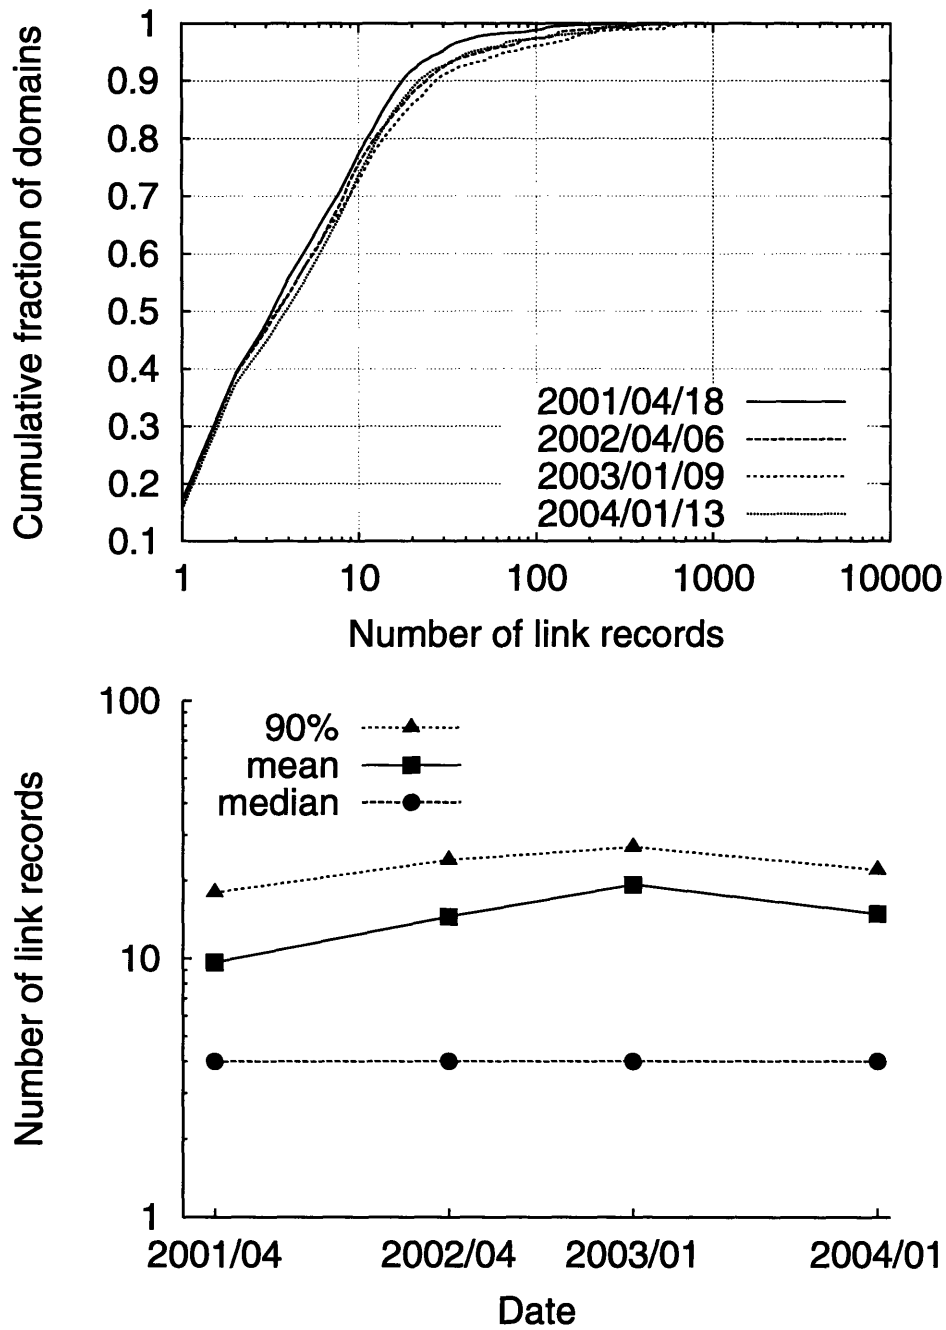 Cumulative fraction of domains
1
0.9
0.8
0.7
0.6
0.5
0.4
0.3
0.2
0.1
2001/04/18
2002/04/06
2003/01/09
2004/01/13
1 10 100 1000 10000
Number of link records
Number of link records
100
10
1
90%
mean
median
2001/04 2002/04 2003/01 2004/01
Date